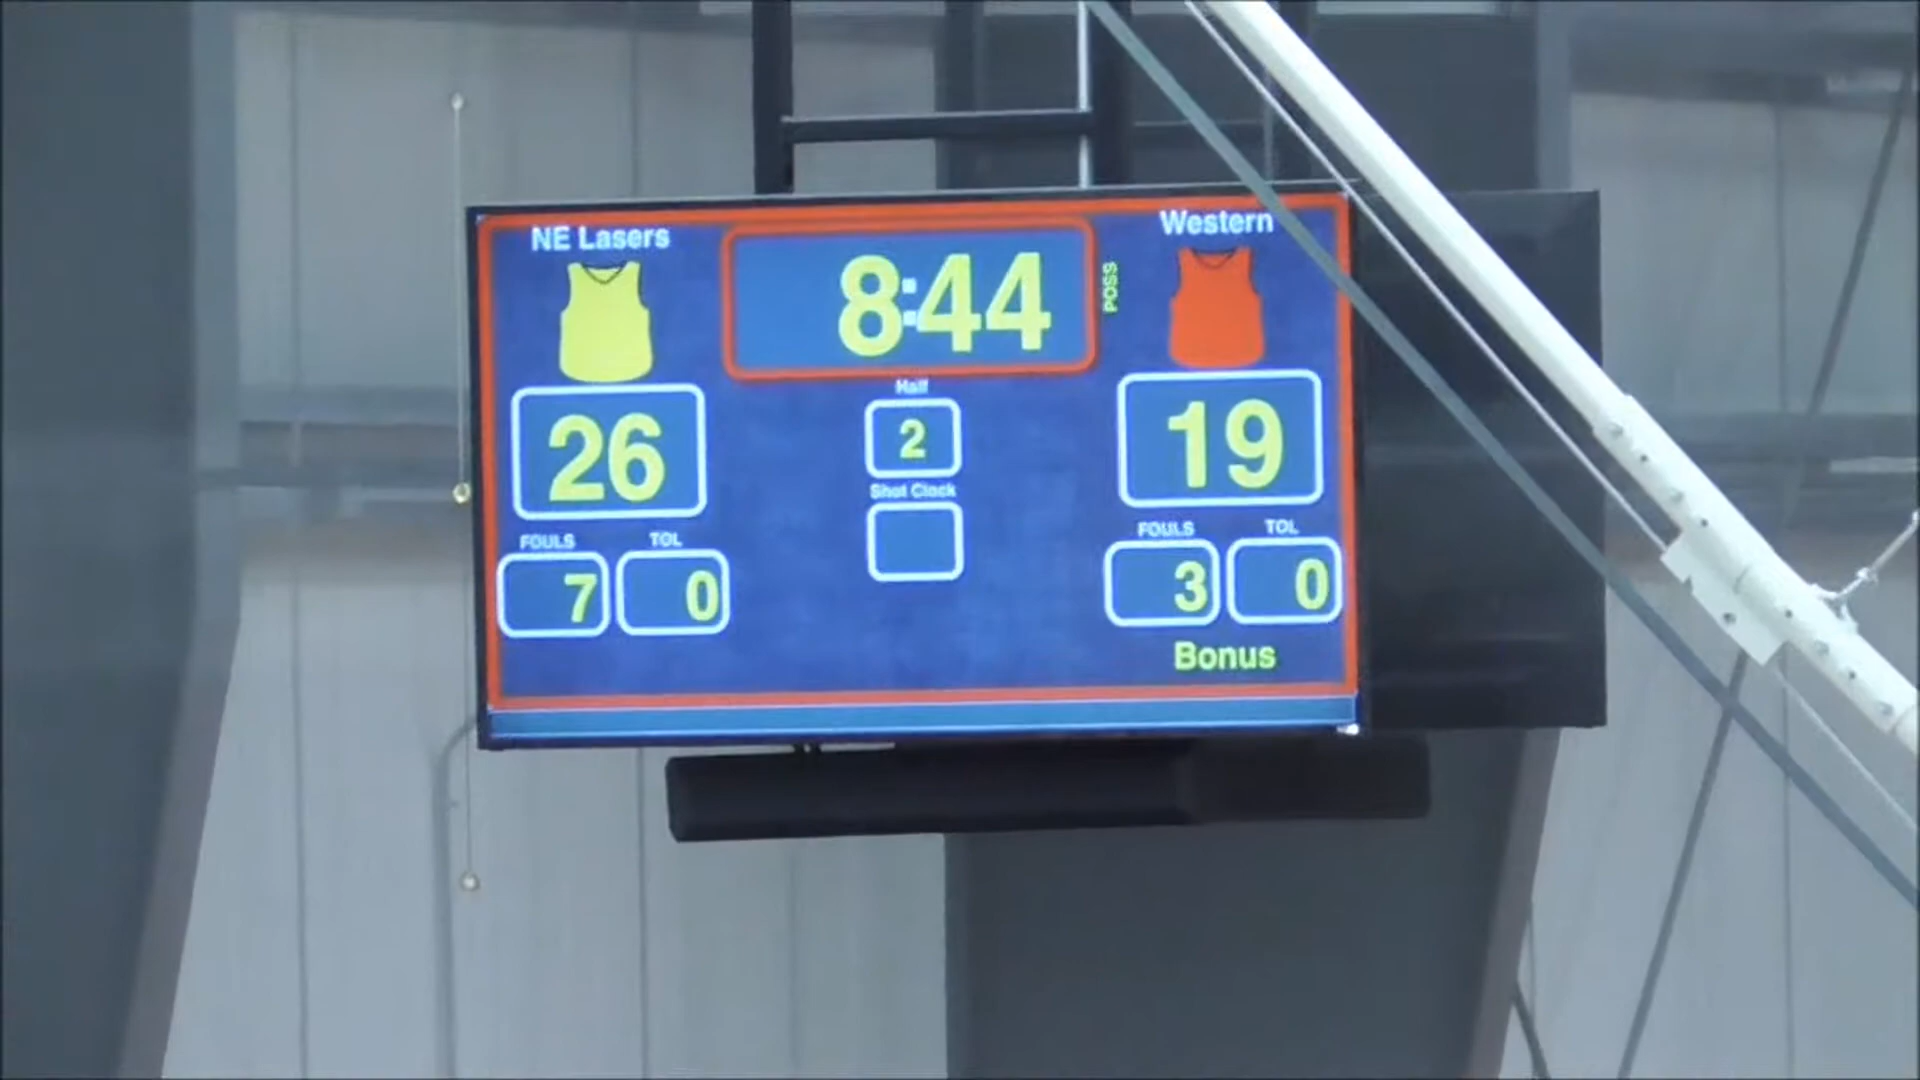 NE Lasers
8:44
POSS
Western
26
Half
2
19
Shot Clock
FOULS
TOL
7
0
FOULS
TOL
3
0
Bonus